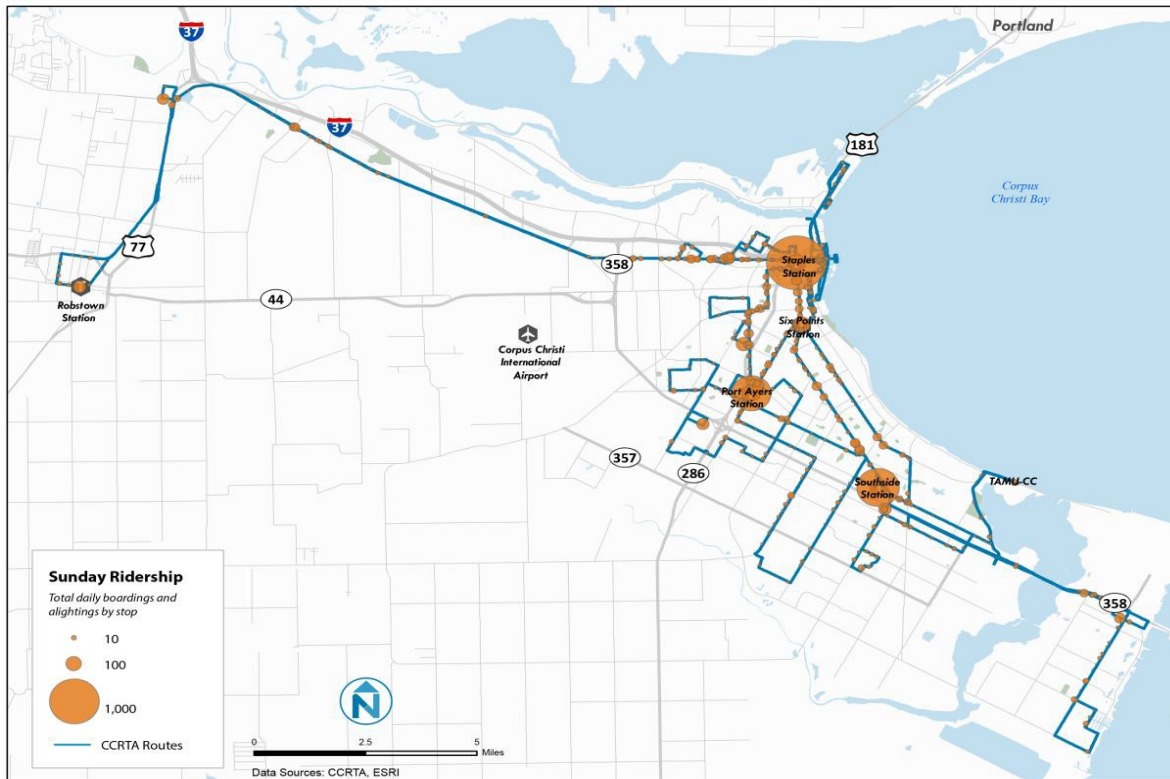 37
Portland
37
181
Corpus
Christi Bay
77
358
Staples
Station
Robstown
Station
44
Six Points
Station
Corpus Christi
International
Airport
Port Ayers
Station
357
286
Southside
Station
TAMU-CC
358
Sunday Ridership
Total daily boardings and
alightings by stop
10
100
1,000
CCRTA Routes
N
0 2.5 5
Miles
Data Sources: CCRTA, ESRI